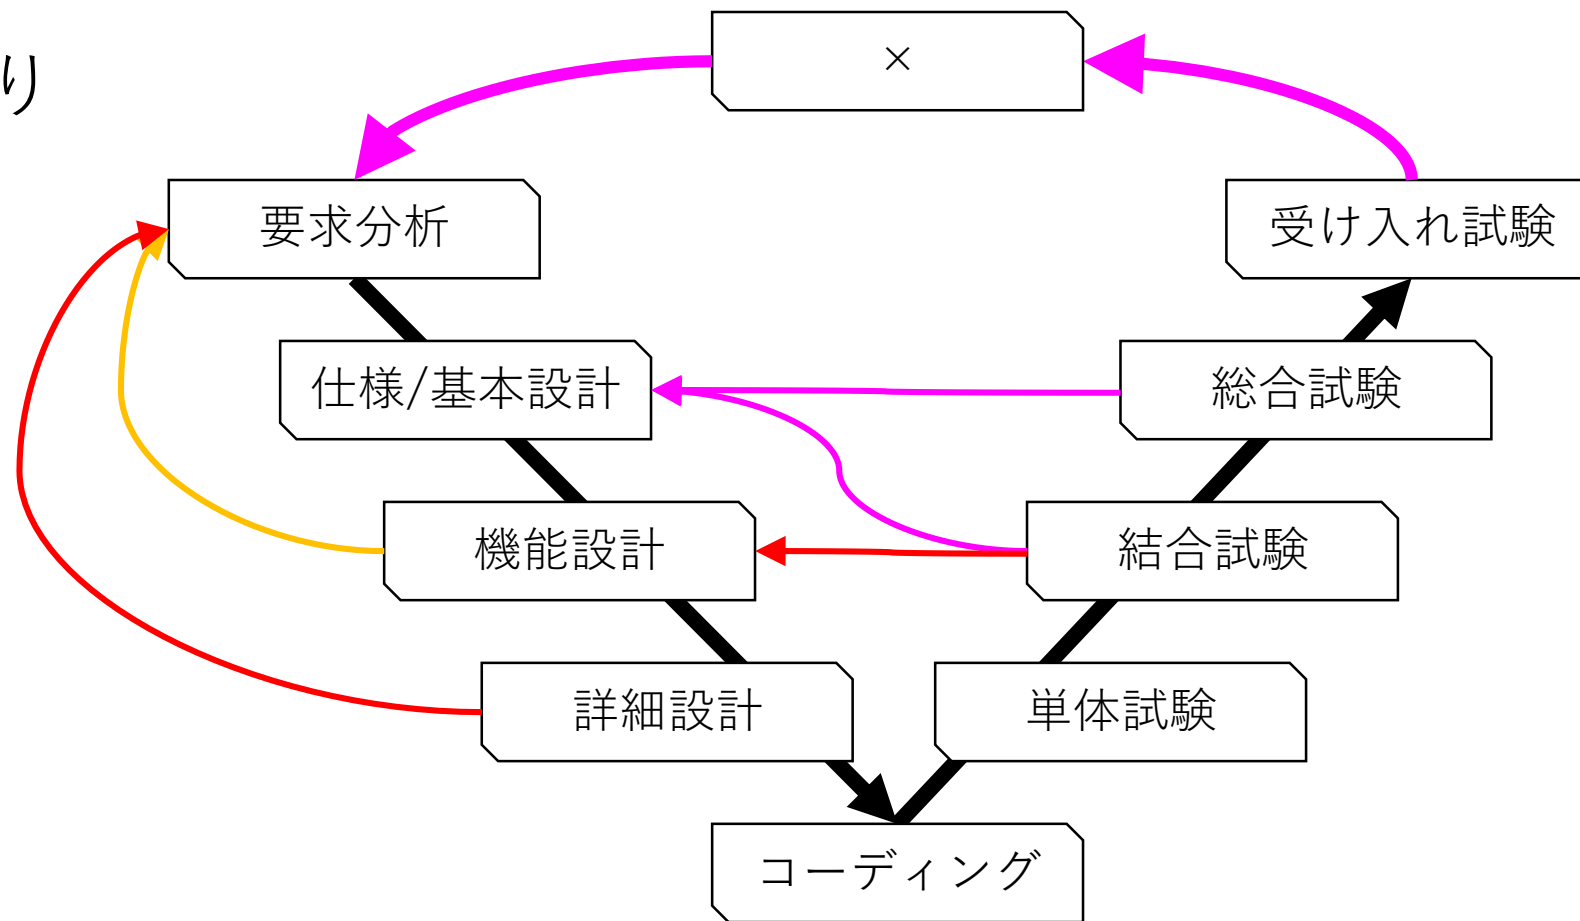 り
×
要求分析
受け入れ試験
仕様/基本設計
総合試験
機能設計
結合試験
詳細設計
単体試験
コーディング